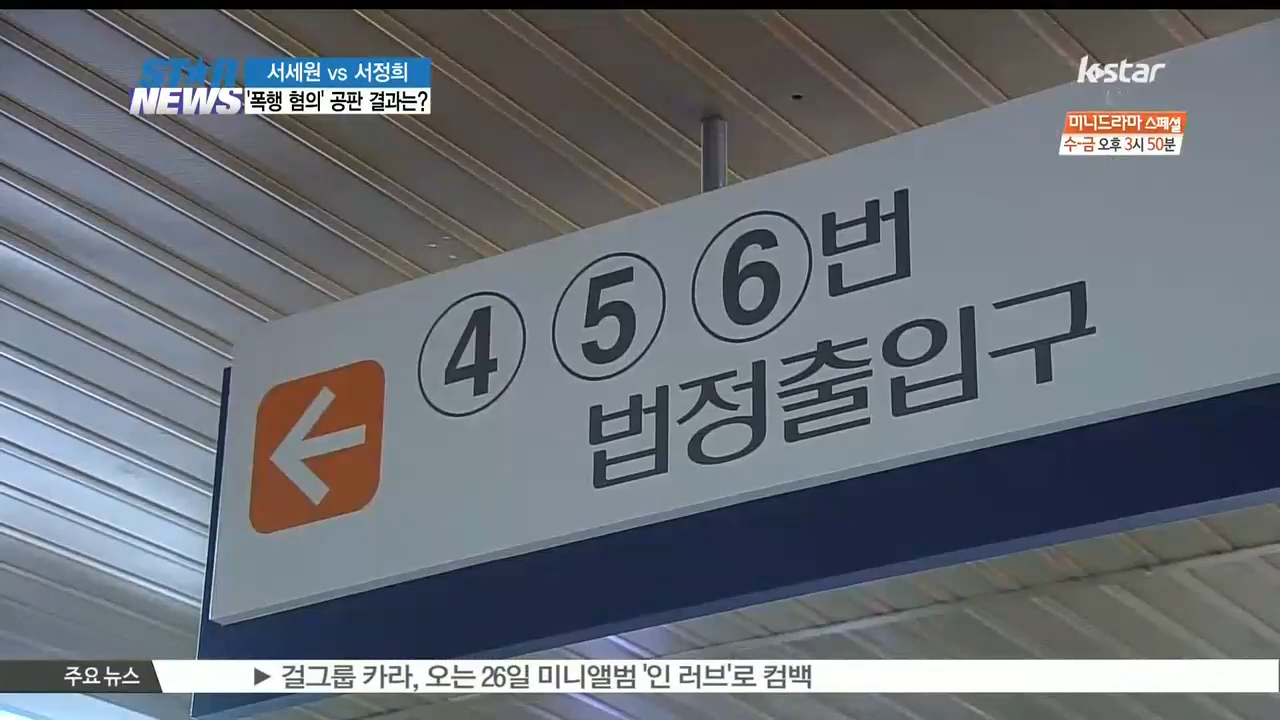 STAR
NEWS
서세원 vs 서정희
'폭행 혐의' 공판 결과는?
kstar
미니드라마 스페셜
수-금 오후 3시 50분
④ ⑤ ⑥번
법정출입구
주요뉴스
▶ 걸그룹 카라, 오는 26일 미니앨범 '인 러브'로 컴백